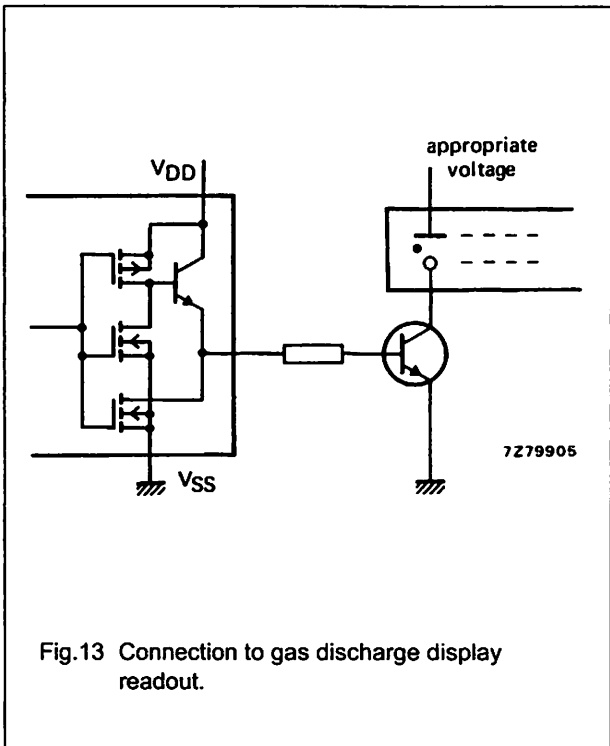 VDD
appropriate
voltage
7Z79905
VSS
Fig.13 Connection to gas discharge display
readout.